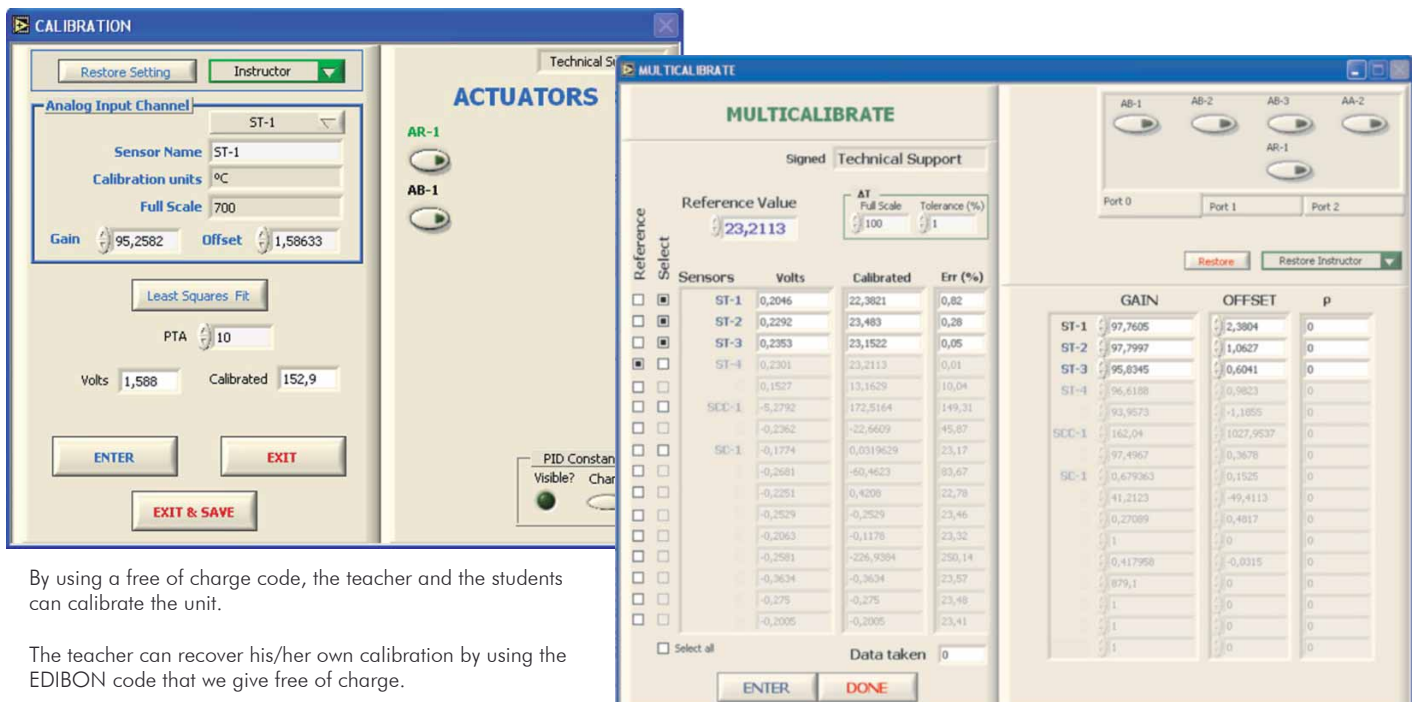 CALIBRATION
Restore Setting Instructor
Analog Input Channel
ST-1
Sensor Name ST-1
Calibration units ºC
Full Scale 700
Gain 95,2582 Offset 1,58633
Least Squares Fit
PTA 10
Volts 1,588 Calibrated 152,9
ENTER EXIT
EXIT & SAVE
Technical
ACTUATORS
AR-1
AB-1
PID Constan
Visible? Char
MULTICALIBRATE
MULTICALIBRATE
Signed Technical Support
Reference Value
23,2113
ΔT
Full Scale Tolerance (%)
100 1
Reference
Select
Sensors Volts Calibrated Err (%)
ST-1 0,2046 22,3821 0,82
ST-2 0,2292 23,483 0,28
ST-3 0,2353 23,1522 0,05
ST-4 0,2301 23,2113 0,01
0,1527 13,1629 10,04
SCC-1 -5,2792 172,5164 149,31
-0,2362 -22,6609 45,87
SC-1 -0,1774 0,0319629 23,17
-0,2681 -60,4623 83,67
-0,2251 0,4208 22,78
-0,2529 -0,2529 23,46
-0,2063 -0,1178 23,32
-0,2581 -226,9384 250,14
-0,3634 -0,3634 23,57
-0,275 -0,275 23,48
-0,2005 -0,2005 23,41
Select all
Data taken 0
ENTER DONE
AB-1 AB-2 AB-3 AA-2
AR-1
Port 0 Port 1 Port 2
Restore Restore Instructor
GAIN OFFSET ρ
ST-1 97,7605 2,3804 0
ST-2 97,7997 1,0627 0
ST-3 95,8345 0,6041 0
ST-4 96,6188 0,9823 0
93,9573 -1,1855 0
SCC-1 162,04 1027,9537 0
97,4967 0,3678 0
SC-1 0,679363 0,1525 0
41,2123 -49,4113 0
0,27089 0,4817 0
1 0 0
0,417958 -0,0315 0
879,1 0 0
1 0 0
1 0 0
1 0 0
By using a free of charge code, the teacher and the students
can calibrate the unit.
The teacher can recover his/her own calibration by using the
EDIBON code that we give free of charge.